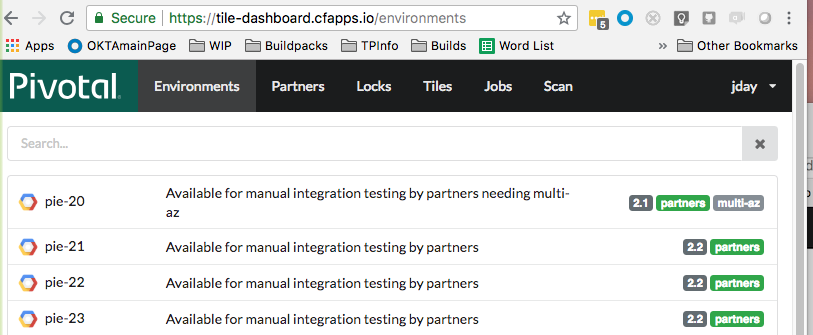 Secure https://tile-dashboard.cfapps.io/environments
5
Apps OKTAmainPage WIP Buildpacks TPInfo Builds Word List » Other Bookmarks
Pivotal Environments Partners Locks Tiles Jobs Scan jday
Search...
pie-20 Available for manual integration testing by partners needing multi-
az 2.1 partners multi-az
pie-21 Available for manual integration testing by partners 2.2 partners
pie-22 Available for manual integration testing by partners 2.2 partners
pie-23 Available for manual integration testing by partners 2.2 partners